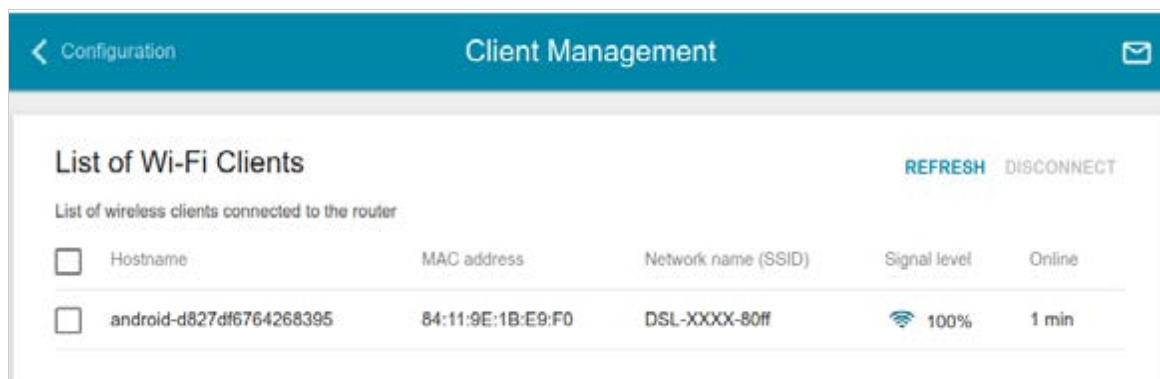 Configuration Client Management
List of Wi-Fi Clients REFRESH DISCONNECT
List of wireless clients connected to the router
Hostname MAC address Network name (SSID) Signal level Online
android-d827df6764268395 84:11:9E:1B:E9:F0 DSL-XXXX-80ff 100% 1 min